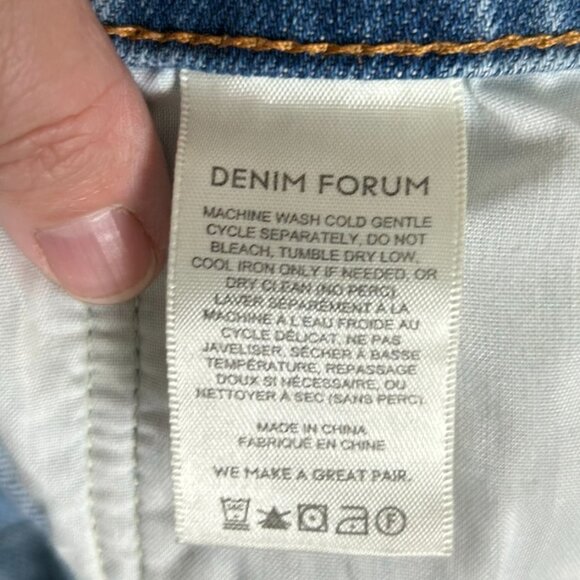 DENIM FORUM
MACHINE WASH COLD GENTLE
CYCLE SEPARATELY, DO NOT
BLEACH, TUMBLE DRY LOW,
COOL IRON ONLY IF NEEDED, OR
DRY CLEAN (NO PERC)
LAVER SÉPARÉMENT À LA
MACHINE À L'EAU FROIDE AU
CYCLE DÉLICAT, NE PAS
JAVELISER, SÉCHER À BASSE
TEMPÉRATURE, REPASSAGE
DOUX SI NÉCESSAIRE, OU
NETTOYER À SEC (SANS PERC).
MADE IN CHINA
FABRIQUÉ EN CHINE
WE MAKE A GREAT PAIR.
F